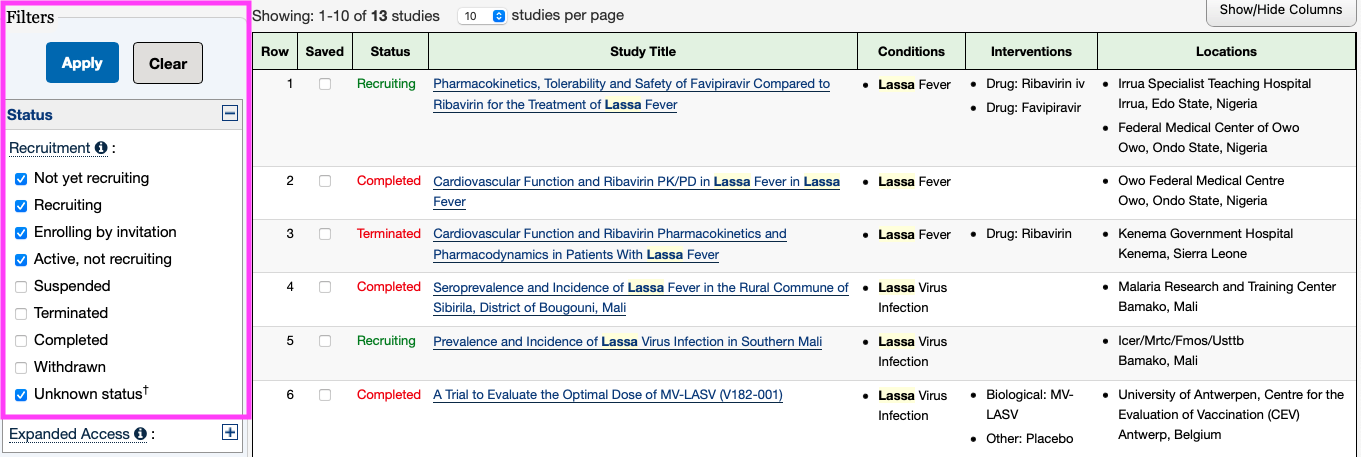 Filters
Apply
Clear
Status
Recruitment :
Not yet recruiting
Recruiting
Enrolling by invitation
Active, not recruiting
Suspended
Terminated
Completed
Withdrawn
Unknown status†
Expanded Access :
Showing: 1-10 of 13 studies 10 studies per page
Show/Hide Columns
Row Saved Status Study Title Conditions Interventions Locations
1 Recruiting Pharmacokinetics, Tolerability and Safety of Favipiravir Compared to
Ribavirin for the Treatment of Lassa Fever
• Lassa Fever
• Drug: Ribavirin iv
• Drug: Favipiravir
• Irrua Specialist Teaching Hospital
Irrua, Edo State, Nigeria
• Federal Medical Center of Owo
Owo, Ondo State, Nigeria
2 Completed Cardiovascular Function and Ribavirin PK/PD in Lassa Fever in Lassa
Fever
• Lassa Fever
• Owo Federal Medical Centre
Owo, Ondo State, Nigeria
3 Terminated Cardiovascular Function and Ribavirin Pharmacokinetics and
Pharmacodynamics in Patients With Lassa Fever
• Lassa Fever
• Drug: Ribavirin
• Kenema Government Hospital
Kenema, Sierra Leone
4 Completed Seroprevalence and Incidence of Lassa Fever in the Rural Commune of
Sibirila, District of Bougouni, Mali
• Lassa Virus
Infection
• Malaria Research and Training Center
Bamako, Mali
5 Recruiting Prevalence and Incidence of Lassa Virus Infection in Southern Mali
• Lassa Virus
Infection
• Icer/Mrtc/Fmos/Usttb
Bamako, Mali
6 Completed A Trial to Evaluate the Optimal Dose of MV-LASV (V182-001)
• Lassa Virus
Infection
• Biological: MV-
LASV
• Other: Placebo
• University of Antwerpen, Centre for the
Evaluation of Vaccination (CEV)
Antwerp, Belgium